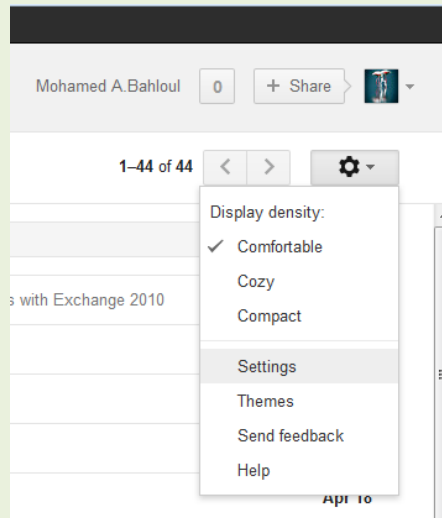 Mohamed A.Bahloul 0 + Share
1–44 of 44
Display density:
✓ Comfortable
Cozy
s with Exchange 2010
Compact
Settings
Themes
Send feedback
Help
Apr 18